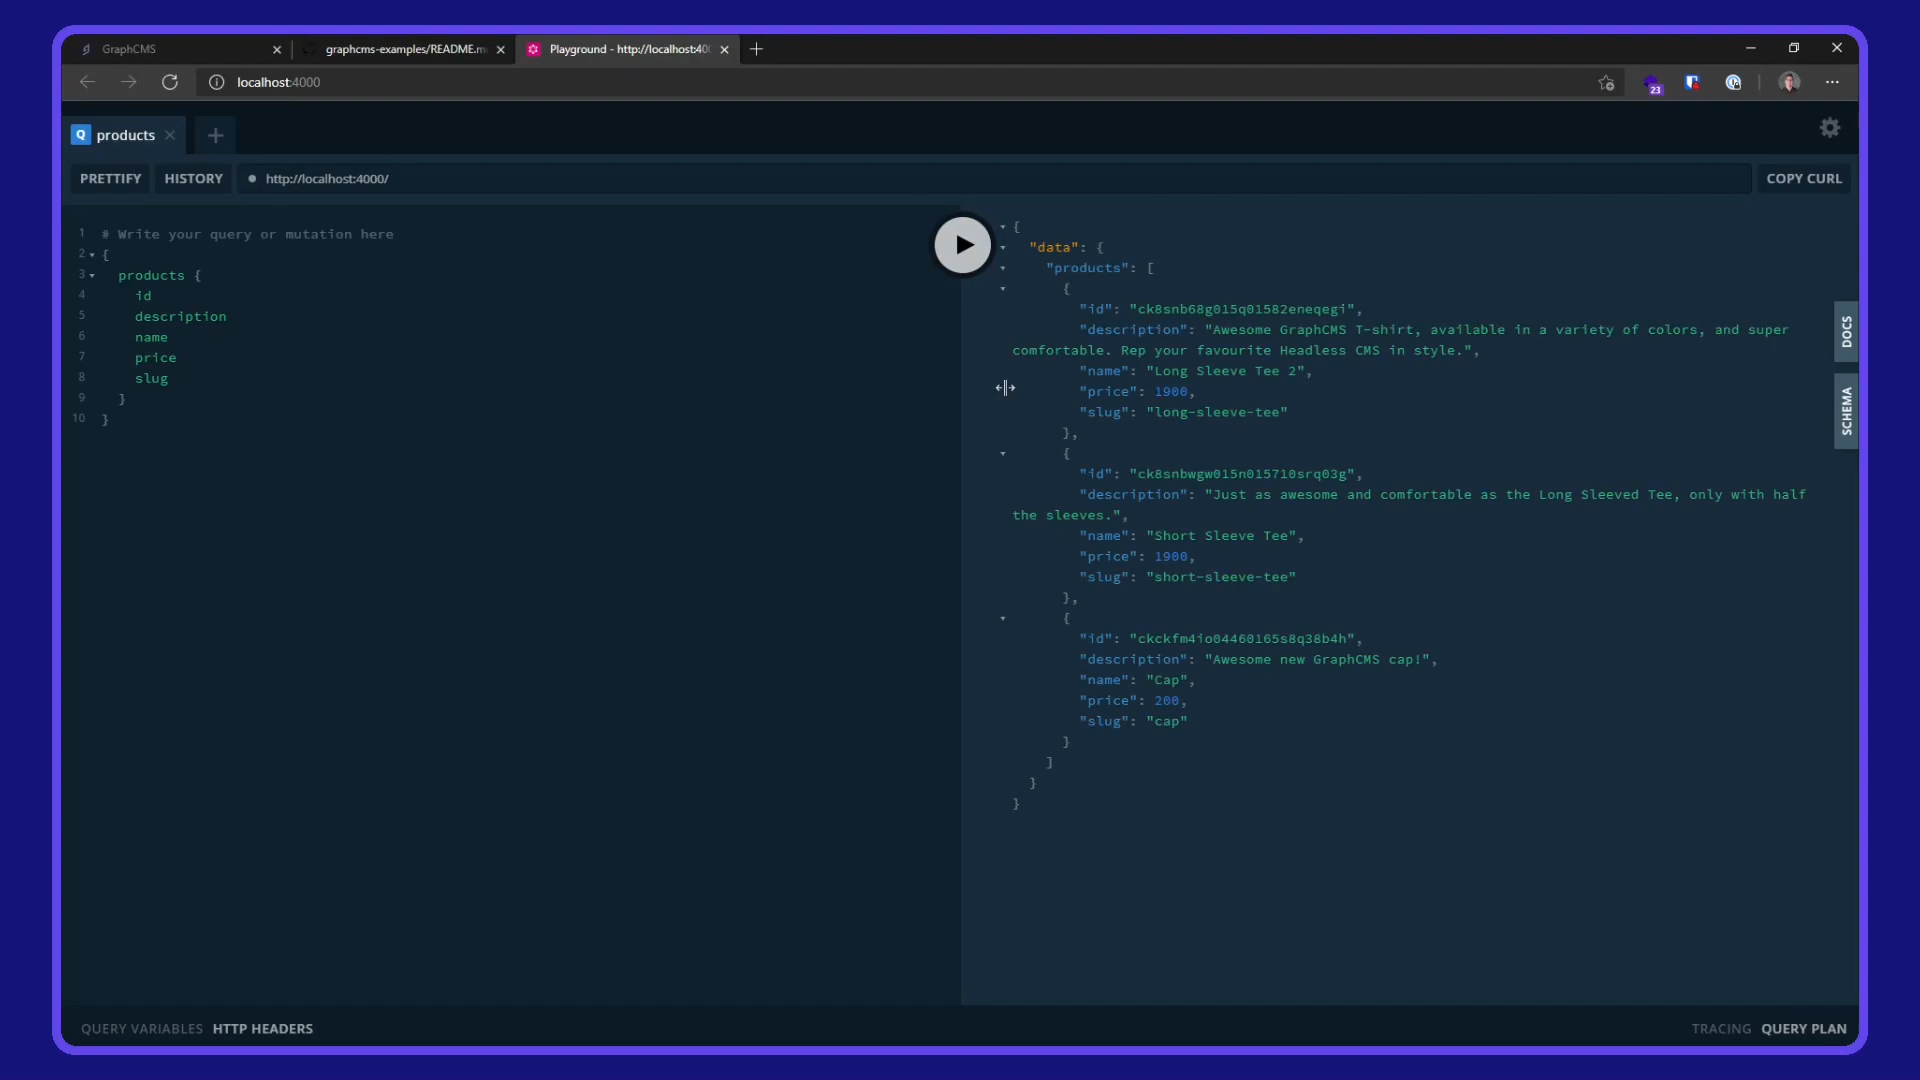 GraphCMS
graphcms-examples/README.m
Playground - http://localhost:40
localhost:4000
23
Q products
PRETTIFY HISTORY http://localhost:4000/ COPY CURL
1 # Write your query or mutation here
2 {
3 products {
4 id
5 description
6 name
7 price
8 slug
9 }
10 }
{
"data": {
"products": [
{
"id": "ck8snb68g015q01582eneqegi",
"description": "Awesome GraphCMS T-shirt, available in a variety of colors, and super
comfortable. Rep your favourite Headless CMS in style.",
"name": "Long Sleeve Tee 2",
"price": 1900,
"slug": "long-sleeve-tee"
},
{
"id": "ck8snbwgw015n015710srq03g",
"description": "Just as awesome and comfortable as the Long Sleeved Tee, only with half
the sleeves.",
"name": "Short Sleeve Tee",
"price": 1900,
"slug": "short-sleeve-tee"
},
{
"id": "ckckfm4io04460165s8q38b4h",
"description": "Awesome new GraphCMS cap!",
"name": "Cap",
"price": 200,
"slug": "cap"
}
]
}
}
DOCS
SCHEMA
QUERY VARIABLES HTTP HEADERS
TRACING QUERY PLAN